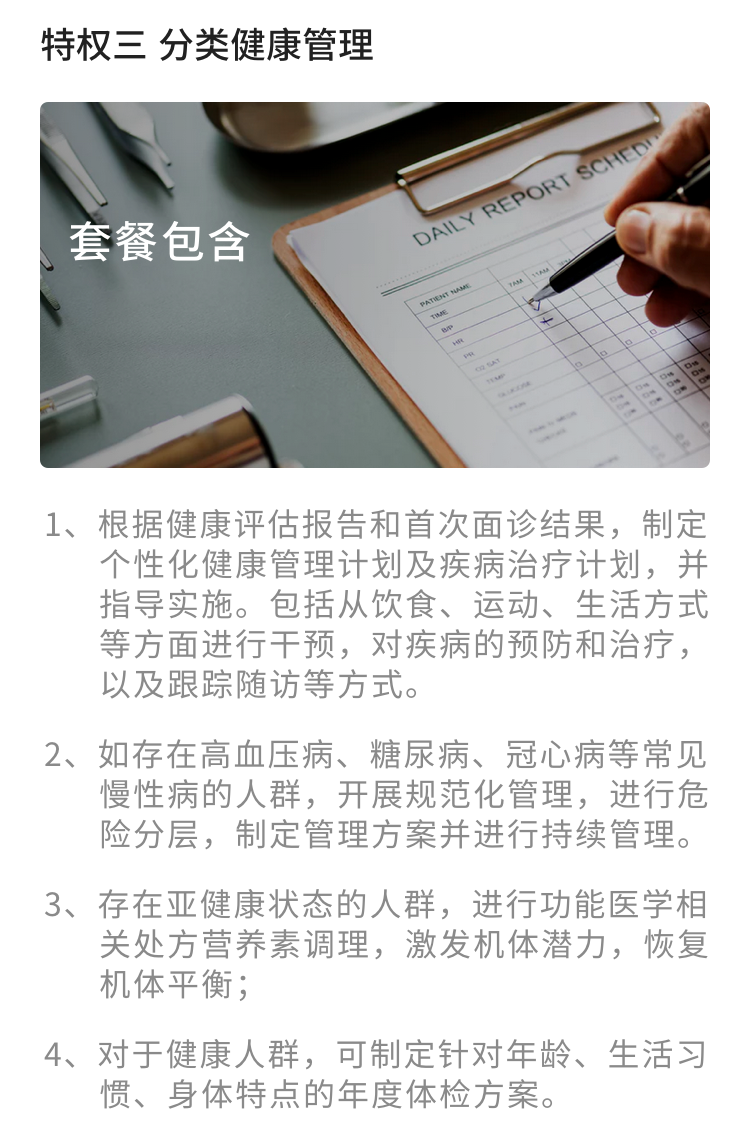 特权三 分类健康管理
套餐包含
DAILY REPORT SCHEDU
PATIENT NAME
7AM 11AM
TIME
B/P
HR
PR
O2 SAT
TEMP
GLUCOSE
PAIN
1、根据健康评估报告和首次面诊结果，制定
个性化健康管理计划及疾病治疗计划，并
指导实施。包括从饮食、运动、生活方式
等方面进行干预，对疾病的预防和治疗，
以及跟踪随访等方式。
2、如存在高血压病、糖尿病、冠心病等常见
慢性病的人群，开展规范化管理，进行危
险分层，制定管理方案并进行持续管理。
3、存在亚健康状态的人群，进行功能医学相
关处方营养素调理，激发机体潜力，恢复
机体平衡；
4、对于健康人群，可制定针对年龄、生活习
惯、身体特点的年度体检方案。